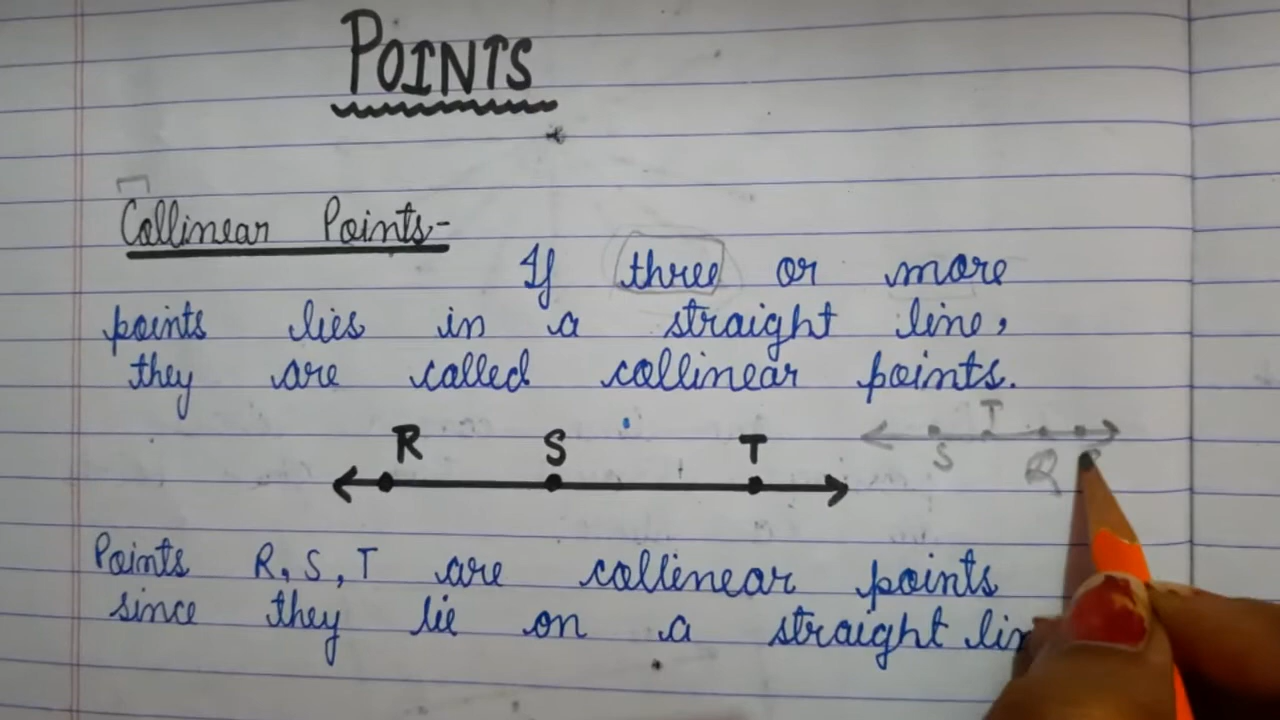 POINTS
Collinear Points:-
If three or more
points lies in a straight line,
they are called collinear points.
T
S R
R S T
Points R, S, T are collinear points
since they lie on a straight